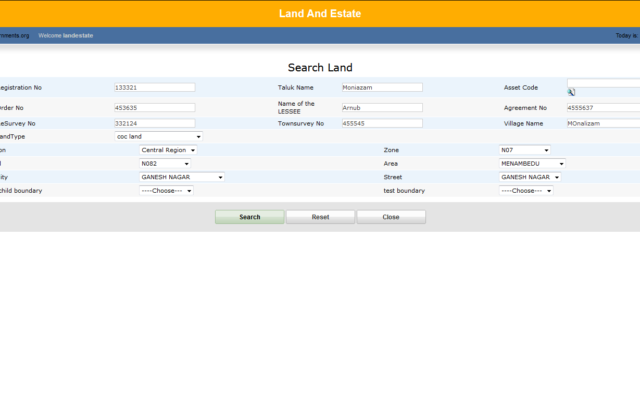 Land And Estate
rnments.org Welcome landestate Today is:
Search Land
Registration No 133321 Taluk Name Moniazam Asset Code
Order No 453635 Name of the LESSEE Arnub Agreement No 4555637
ReSurvey No 332124 Townsurvey No 455545 Village Name MOnalizam
andType coc land
on Central Region Zone N07
d N082 Area MENAMBEDU
ity GANESH NAGAR Street GANESH NAGAR
child boundary ----Choose--- test boundary ----Choose---
Search Reset Close